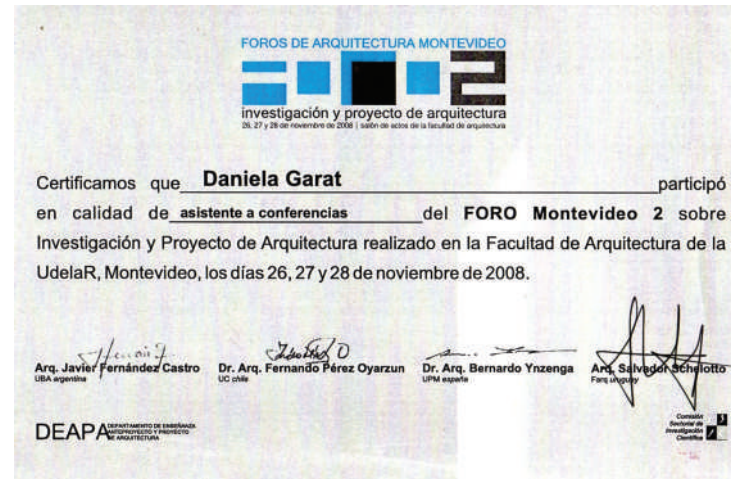 FOROS DE ARQUITECTURA MONTEVIDEO
investigación y proyecto de arquitectura
26, 27 y 28 de noviembre de 2008 | salón de actos de la facultad de arquitectura
Certificamos que Daniela Garat participó
en calidad de asistente a conferencias del FORO Montevideo 2 sobre
Investigación y Proyecto de Arquitectura realizado en la Facultad de Arquitectura de la
UdelaR, Montevideo, los días 26, 27 y 28 de noviembre de 2008.
Arq. Javier Fernández Castro Dr. Arq. Fernando Pérez Oyarzun Dr. Arq. Bernardo Ynzenga Arq. Salvador Schelotto
UBA argentina UC chile UPM españa Farq uruguay
DEAPA DEPARTAMENTO DE ENSEÑANZA
ANTEPROYECTO Y PROYECTO
DE ARQUITECTURA
Comisión
Sectorial de
Investigación
Científica